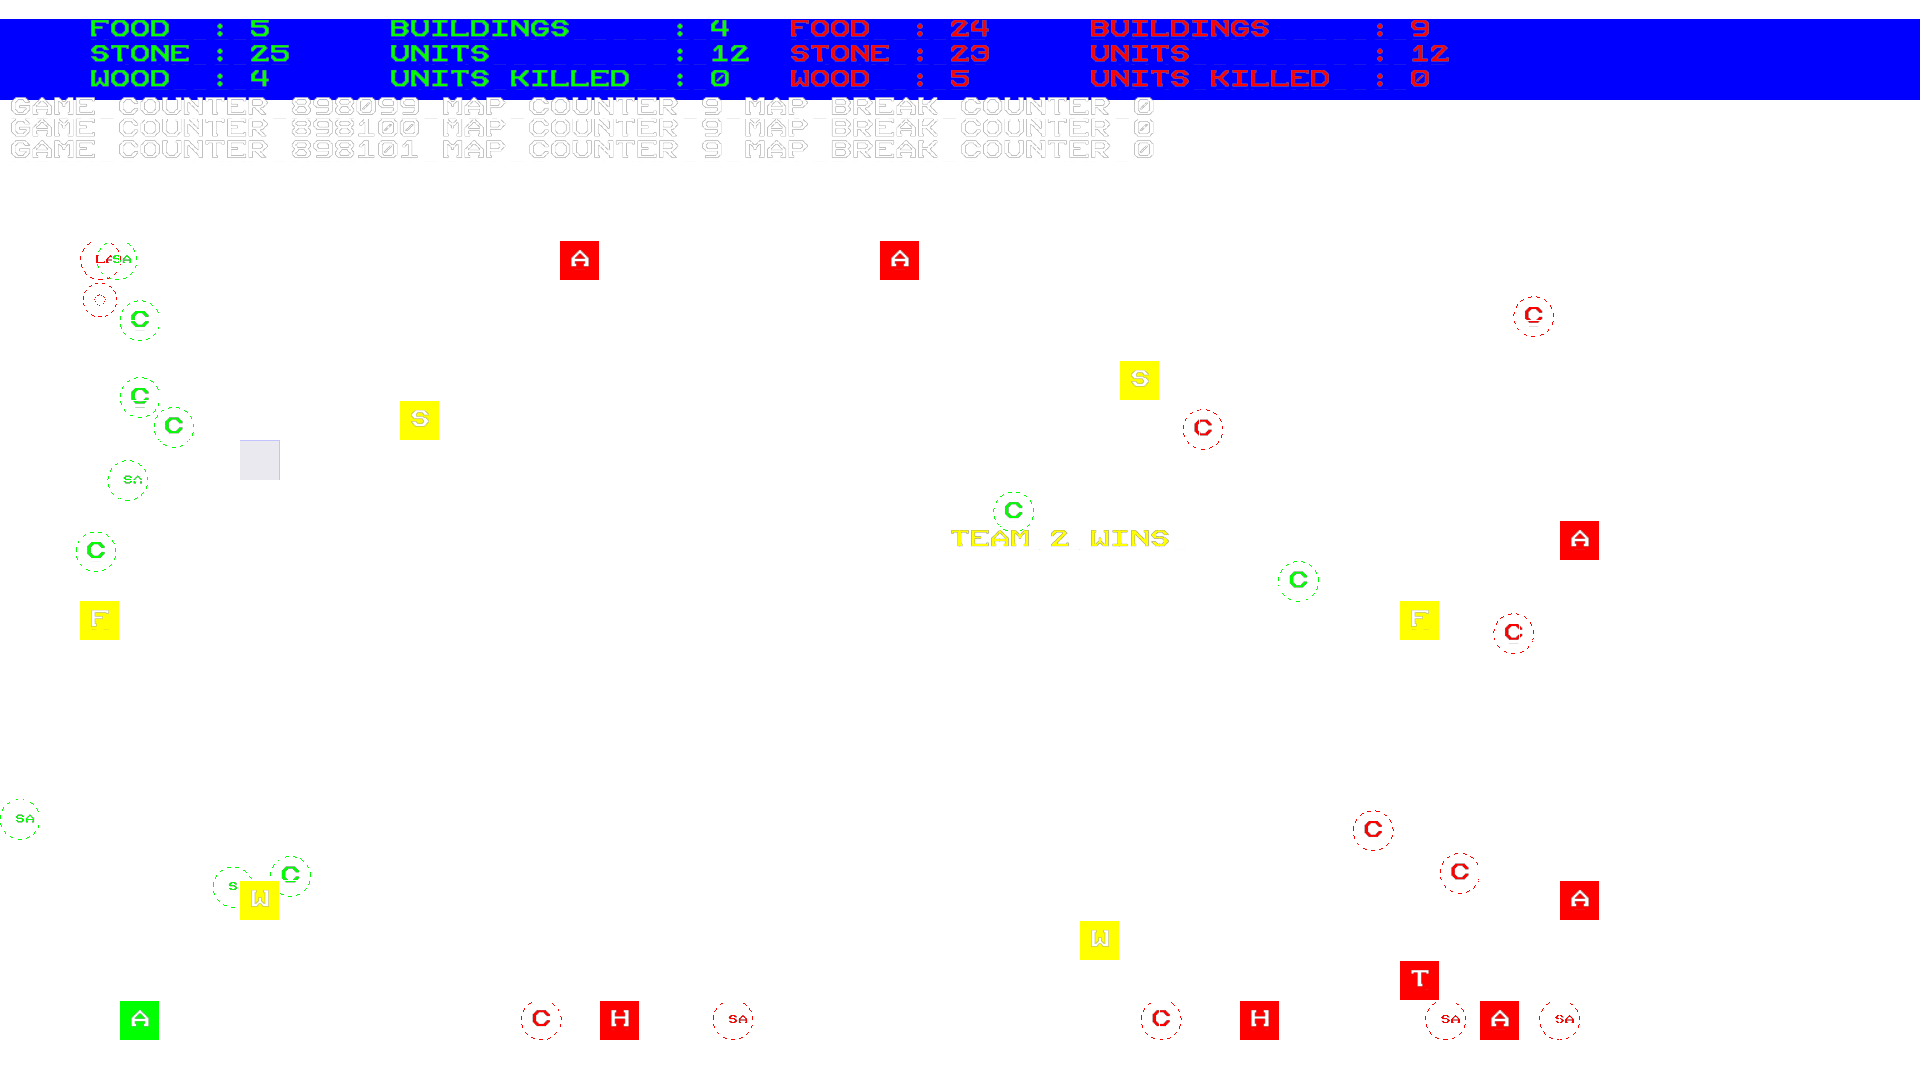 FOOD : 5 BUILDINGS : 4 FOOD : 24 BUILDINGS : 9
STONE : 25 UNITS : 12 STONE : 23 UNITS : 12
WOOD : 4 UNITS KILLED : 0 WOOD : 5 UNITS KILLED : 0
GAME COUNTER 898099 MAP COUNTER 9 MAP BREAK COUNTER 0
GAME COUNTER 898100 MAP COUNTER 9 MAP BREAK COUNTER 0
GAME COUNTER 898101 MAP COUNTER 9 MAP BREAK COUNTER 0
SA A A
C C
S
C S
C C
SA
C
TEAM 2 WINS
A
C
F F C
SA
C
C C
S W A
W
T
A C H SA C H SA A SA